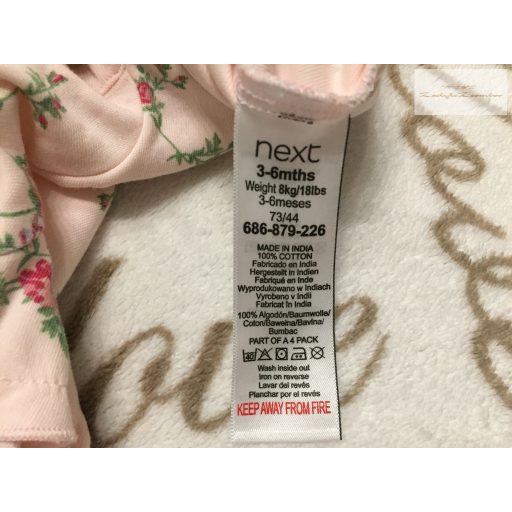 next
3-6mths
Weight 8kg/18lbs
3-6meses
73/44
686-879-226
MADE IN INDIA
100% COTTON
Fabricado en India
Hergestellt in Indien
Fabriqué en Inde
Wyprodukowano w Indiach
Vyrobeno v Indii
Fabricat în India
100% Algodón/Baumwolle/
Coton/Bawełna/Bavlna/
Bumbac
PART OF A 4 PACK
40
Wash inside out
Iron on reverse
Lavar del revés
Planchar por el revés
KEEP AWAY FROM FIRE
love